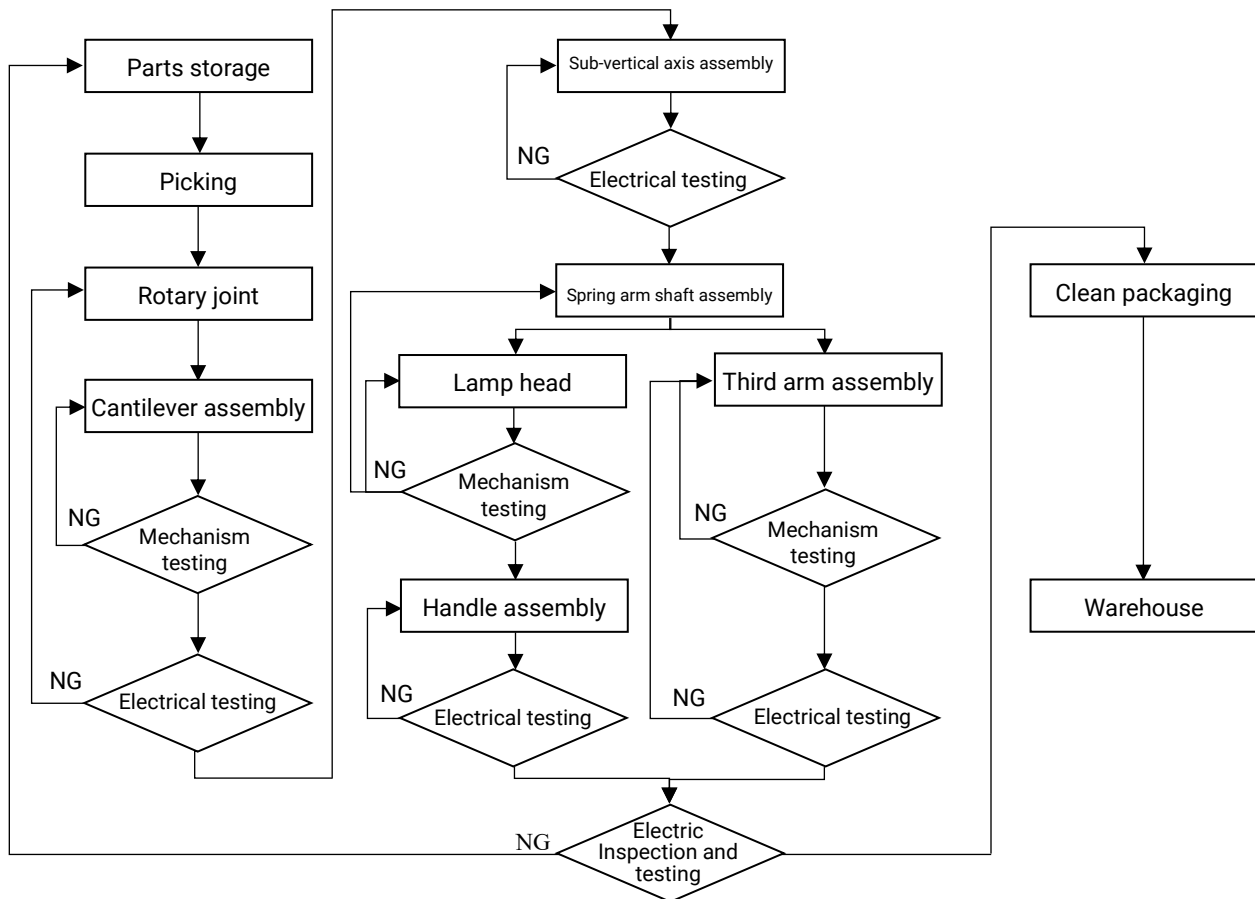 Parts storage
Picking
Rotary joint
Cantilever assembly
NG
Mechanism
testing
NG
Electrical testing
Sub-vertical axis assembly
NG
Electrical testing
Spring arm shaft assembly
Lamp head
NG
Mechanism
testing
Handle assembly
NG
Electrical testing
Third arm assembly
NG
Mechanism
testing
NG
Electrical testing
NG
Electric
Inspection and
testing
Clean packaging
Warehouse